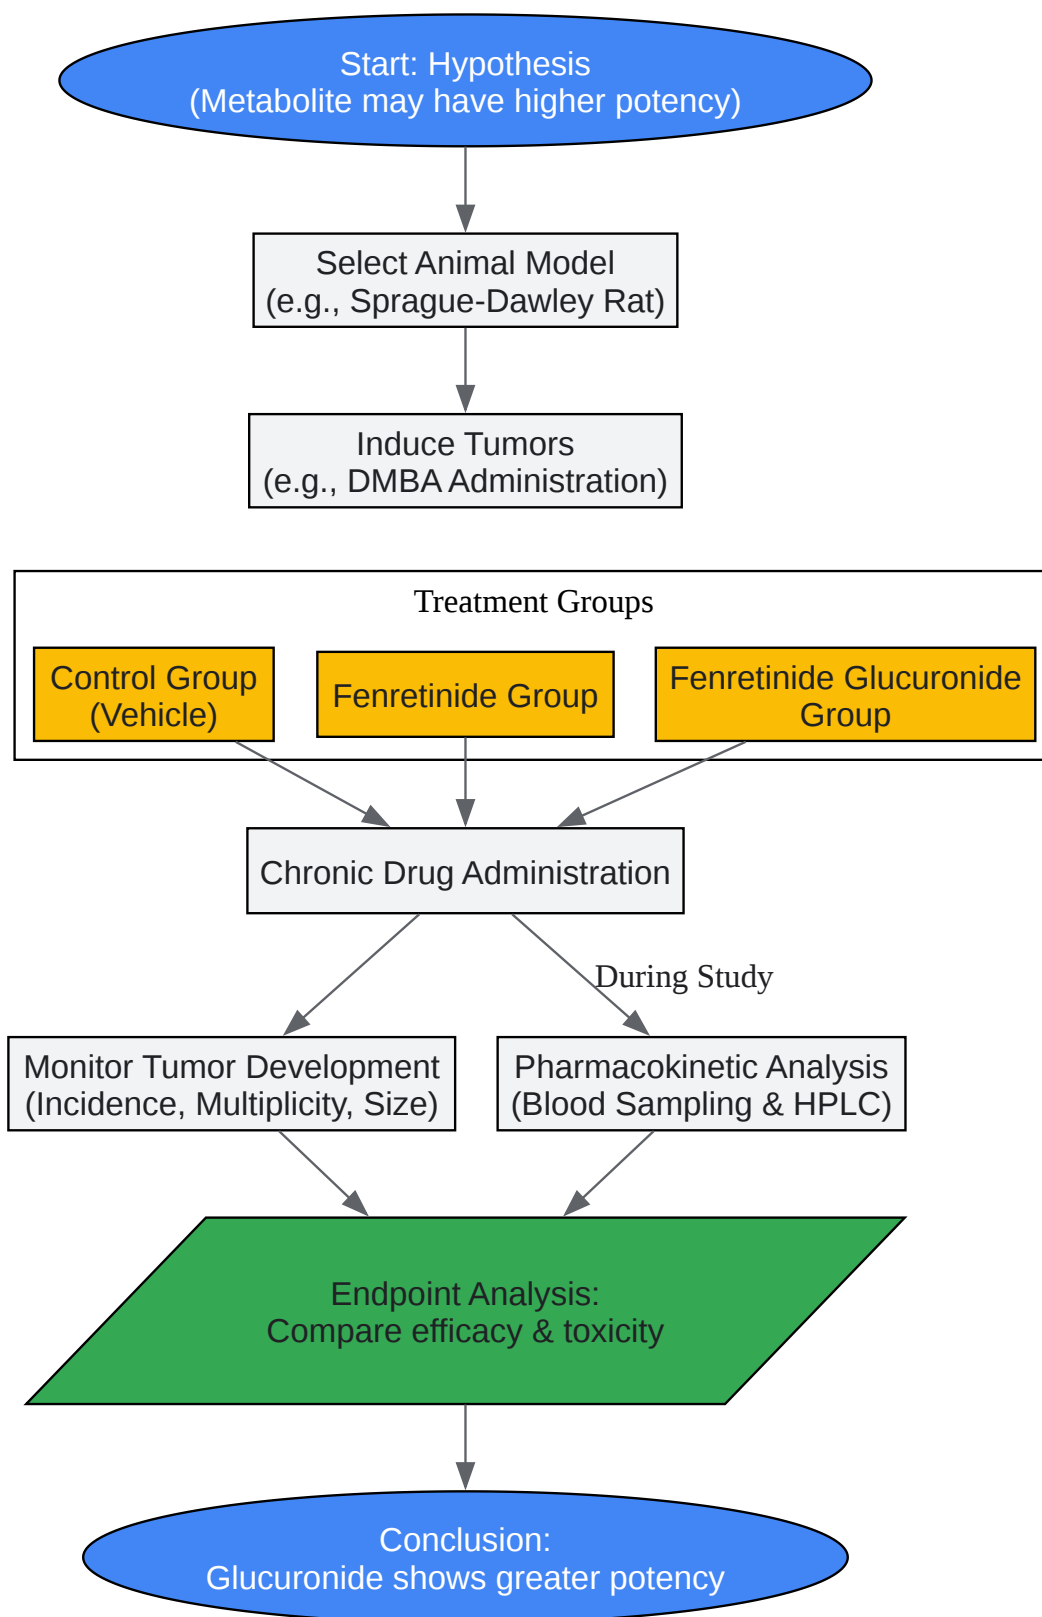 Start: Hypothesis
(Metabolite may have higher potency)
Select Animal Model
(e.g., Sprague-Dawley Rat)
Induce Tumors
(e.g., DMBA Administration)
Treatment Groups
Control Group
(Vehicle)
Fenretinide Group
Fenretinide Glucuronide
Group
Chronic Drug Administration
During Study
Monitor Tumor Development
(Incidence, Multiplicity, Size)
Pharmacokinetic Analysis
(Blood Sampling & HPLC)
Endpoint Analysis:
Compare efficacy & toxicity
Conclusion:
Glucuronide shows greater potency